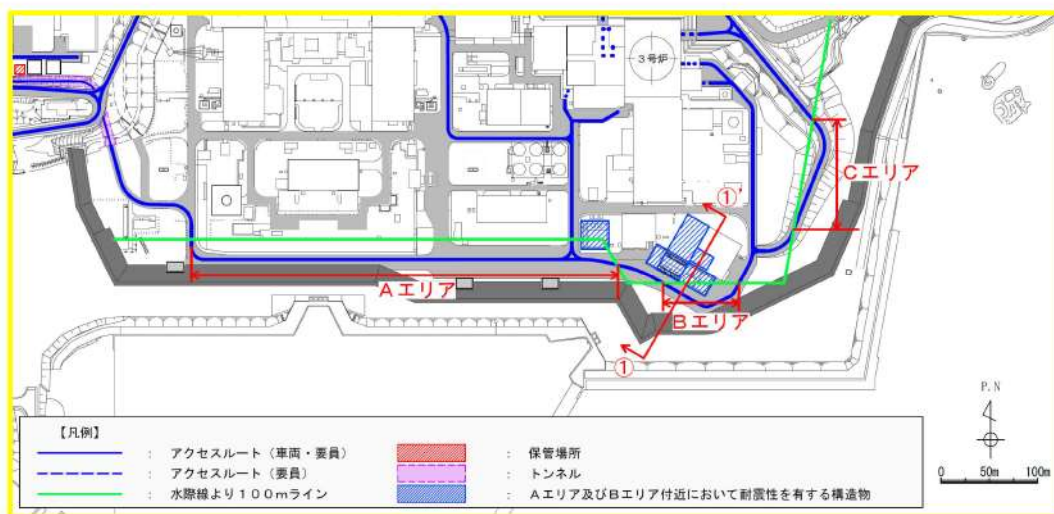 3号炉
①’
Cエリア
Aエリア
Bエリア
①
P.N
【凡例】
： アクセスルート（車両・要員）
： 保管場所
： アクセスルート（要員）
： トンネル
： 水際線より１００ｍライン
： Aエリア及びBエリア付近において耐震性を有する構造物
0 50m 100m